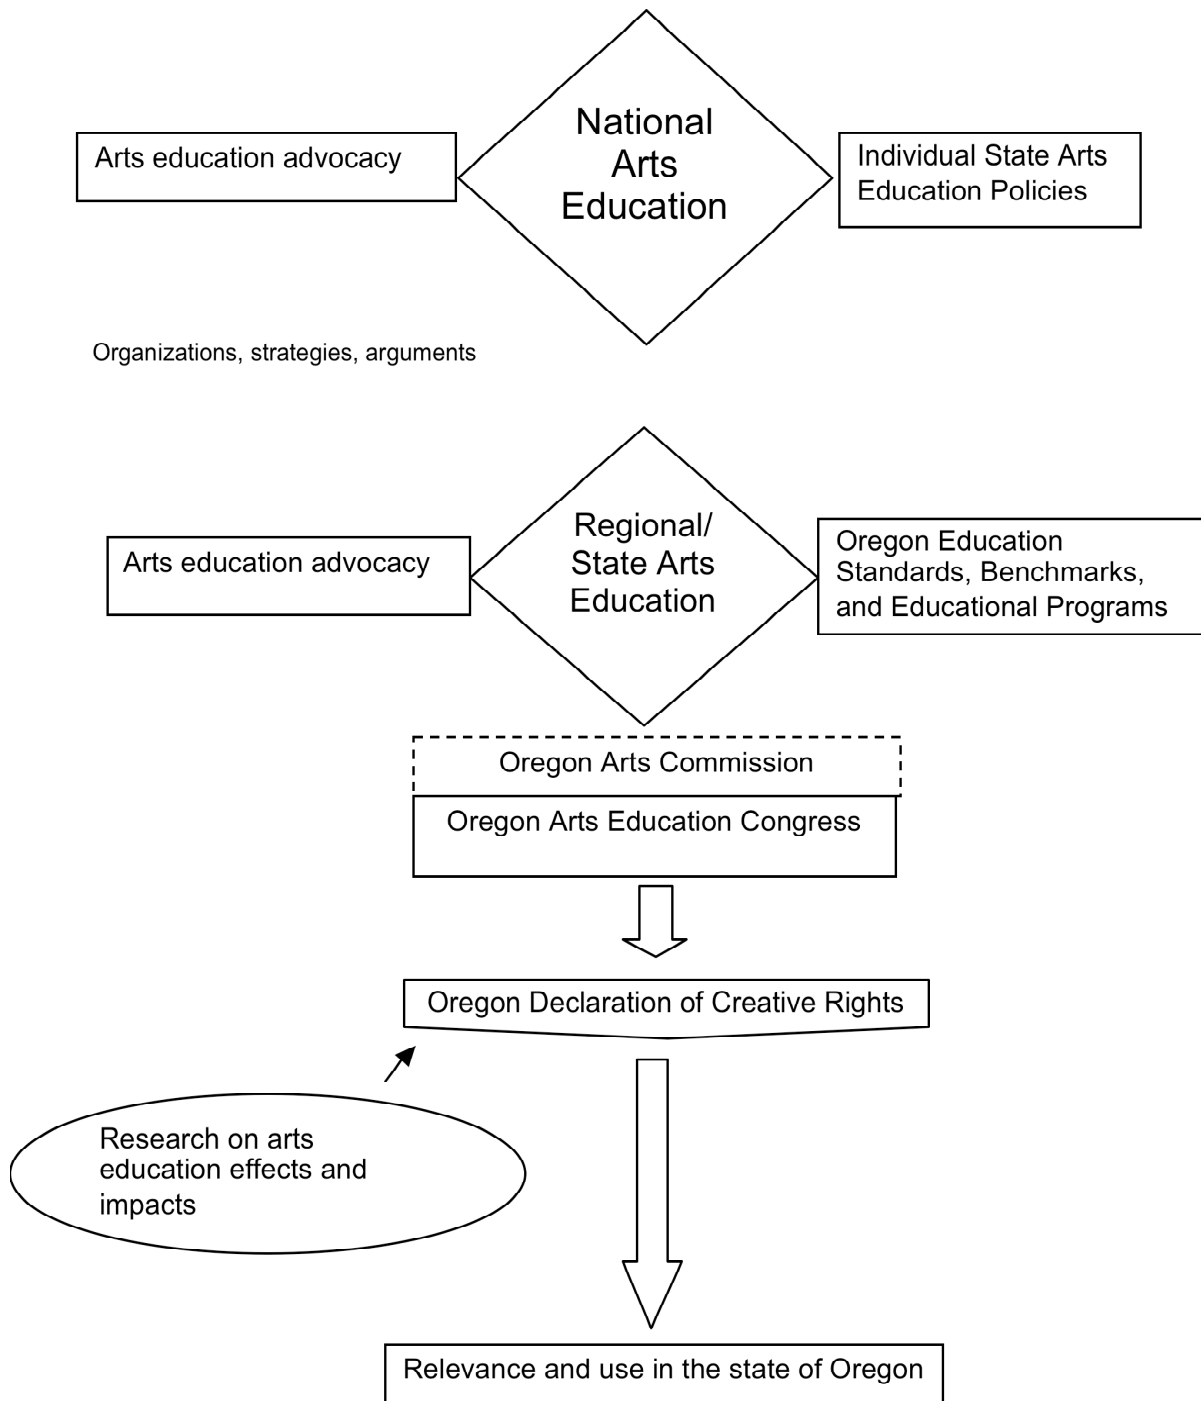 National
Arts
Education
Arts education advocacy
Individual State Arts
Education Policies
Organizations, strategies, arguments
Regional/
State Arts
Education
Arts education advocacy
Oregon Education
Standards, Benchmarks,
and Educational Programs
Oregon Arts Commission
Oregon Arts Education Congress
Oregon Declaration of Creative Rights
Research on arts
education effects and
impacts
Relevance and use in the state of Oregon